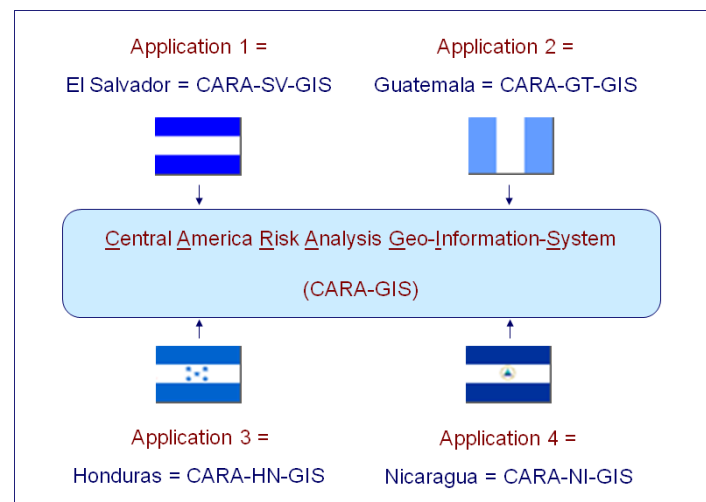 Application 1 =
El Salvador = CARA-SV-GIS
Application 2 =
Guatemala = CARA-GT-GIS
Central America Risk Analysis Geo-Information-System
(CARA-GIS)
Application 3 =
Honduras = CARA-HN-GIS
Application 4 =
Nicaragua = CARA-NI-GIS